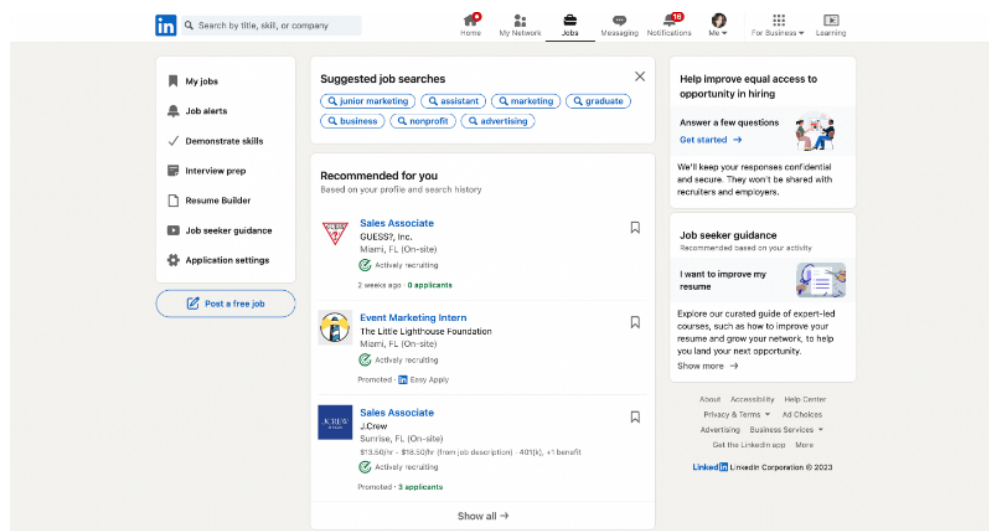 in
Search by title, skill, or company
Home
My Network
Jobs
Messaging
16
Notifications
Me
For Business
Learning
My jobs
Job alerts
Demonstrate skills
Interview prep
Resume Builder
Job seeker guidance
Application settings
Post a free job
Suggested job searches
junior marketing
assistant
marketing
graduate
business
nonprofit
advertising
Recommended for you
Based on your profile and search history
Sales Associate
GUESS?, Inc.
Miami, FL (On-site)
Actively recruiting
2 weeks ago · 0 applicants
Event Marketing Intern
The Little Lighthouse Foundation
Miami, FL (On-site)
Actively recruiting
Promoted · in Easy Apply
J.CREW
Sales Associate
J.Crew
Sunrise, FL (On-site)
$13.50/hr - $18.50/hr (from job description) · 401(k), +1 benefit
Actively recruiting
Promoted · 3 applicants
Show all →
Help improve equal access to
opportunity in hiring
Answer a few questions
Get started →
We'll keep your responses confidential
and secure. They won't be shared with
recruiters and employers.
Job seeker guidance
Recommended based on your activity
I want to improve my
resume
Explore our curated guide of expert-led
courses, such as how to improve your
resume and grow your network, to help
you land your next opportunity.
Show more →
About Accessibility Help Center
Privacy & Terms Ad Choices
Advertising Business Services
Get the LinkedIn app More
LinkedIn LinkedIn Corporation © 2023